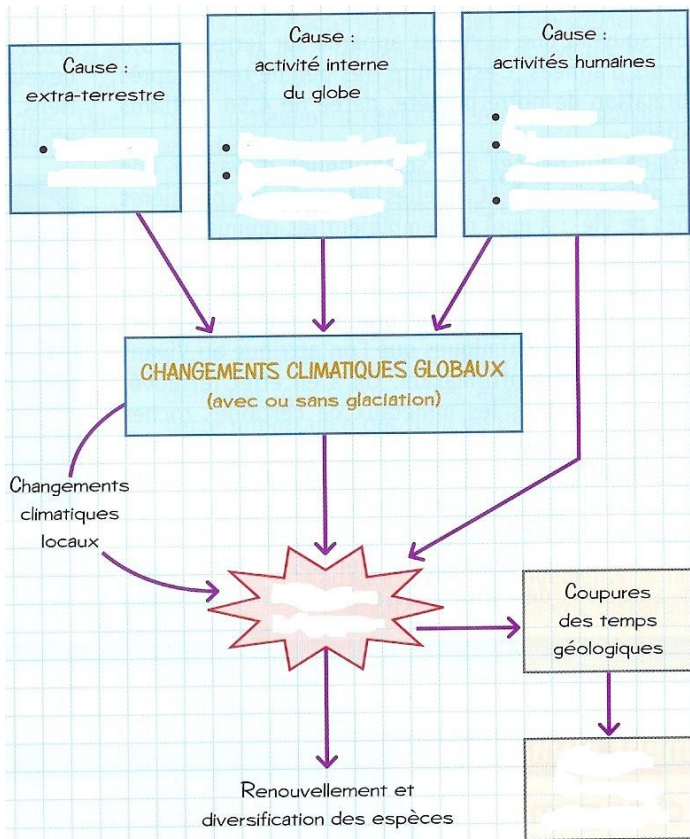 Cause :
extra-terrestre
Cause :
activité interne
du globe
Cause :
activités humaines
CHANGEMENTS CLIMATIQUES GLOBAUX
(avec ou sans glaciation)
Changements
climatiques
locaux
Coupures
des temps
géologiques
Renouvellement et
diversification des espèces